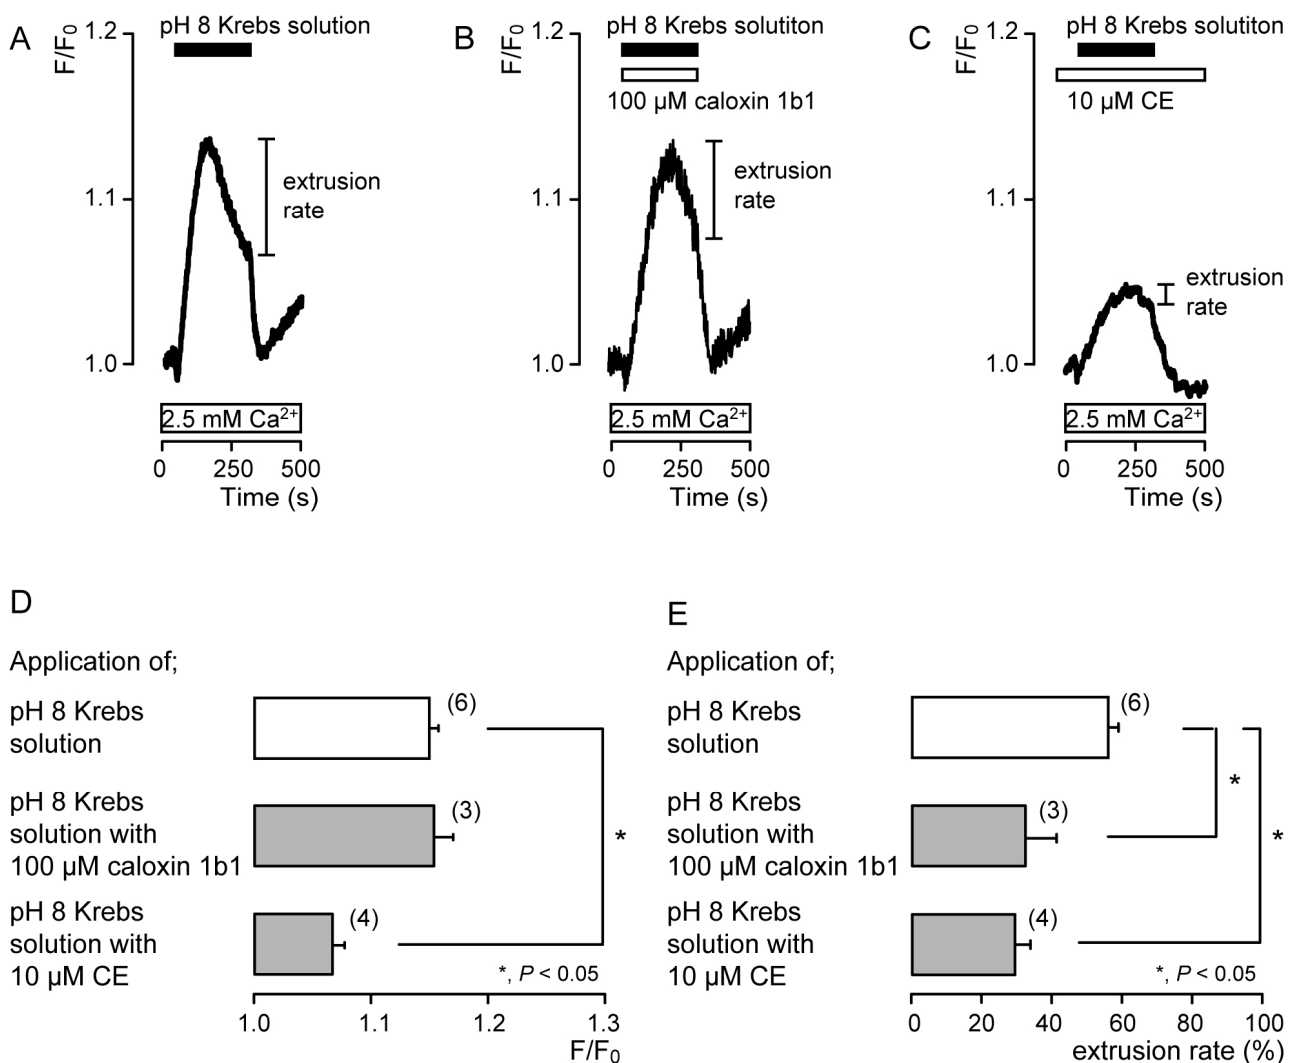 A
F/F0
1.2
1.1
1.0
pH 8 Krebs solution
extrusion
rate
2.5 mM Ca2+
0 250 500
Time (s)
B
F/F0
1.2
1.1
1.0
pH 8 Krebs solutiton
100 µM caloxin 1b1
extrusion
rate
2.5 mM Ca2+
0 250 500
Time (s)
C
F/F0
1.2
1.1
1.0
pH 8 Krebs solutiton
10 µM CE
extrusion
rate
2.5 mM Ca2+
0 250 500
Time (s)
D
Application of;
pH 8 Krebs
solution
(6)
pH 8 Krebs
solution with
100 µM caloxin 1b1
(3)
*
pH 8 Krebs
solution with
10 µM CE
(4)
*, P < 0.05
1.0 1.1 1.2 1.3
F/F0
E
Application of;
pH 8 Krebs
solution
(6)
*
pH 8 Krebs
solution with
100 µM caloxin 1b1
(3)
*
pH 8 Krebs
solution with
10 µM CE
(4)
*, P < 0.05
0 20 40 60 80 100
extrusion rate (%)